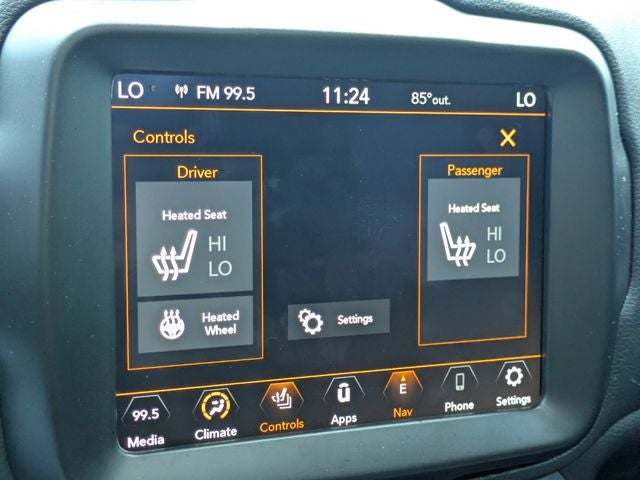 LO FM 99.5 11:24 85°out. LO
Controls
Driver
Passenger
Heated Seat
HI
LO
Heated Seat
HI
LO
Heated
Wheel
Settings
99.5 E
Media Climate Controls Apps Nav Phone Settings